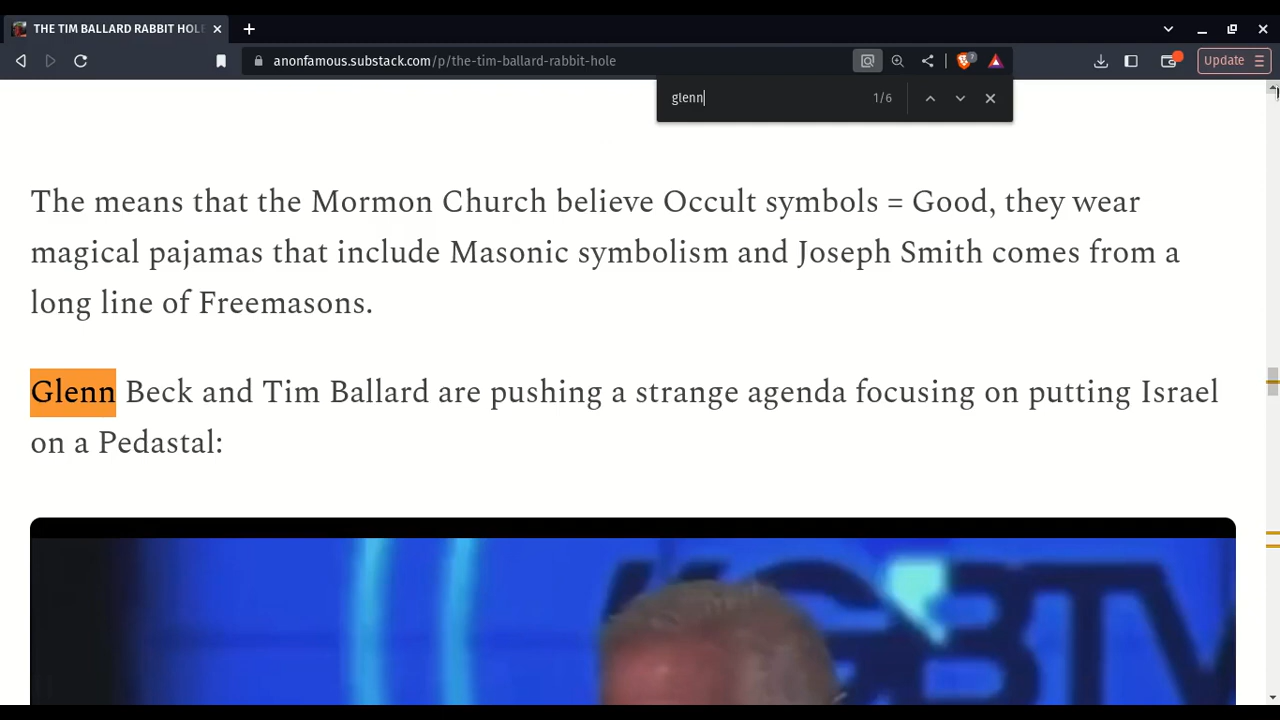 THE TIM BALLARD RABBIT HOLE
anonfamous.substack.com/p/the-tim-ballard-rabbit-hole
7
Update
glenn
1/6
The means that the Mormon Church believe Occult symbols = Good, they wear
magical pajamas that include Masonic symbolism and Joseph Smith comes from a
long line of Freemasons.
Glenn Beck and Tim Ballard are pushing a strange agenda focusing on putting Israel
on a Pedastal: